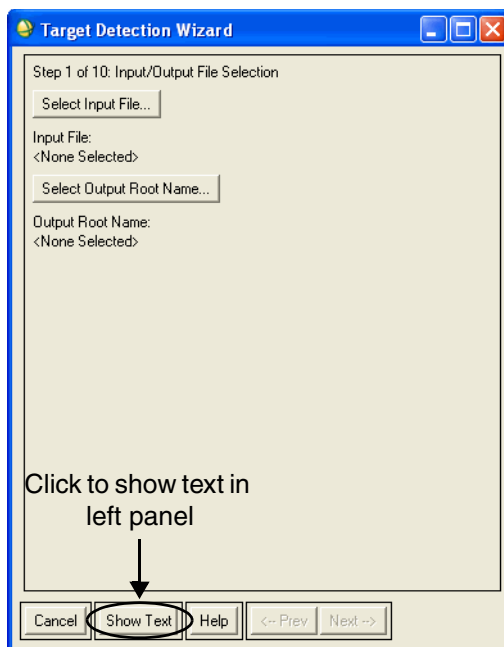 Target Detection Wizard
Step 1 of 10: Input/Output File Selection
Select Input File...
Input File:
<None Selected>
Select Output Root Name...
Output Root Name:
<None Selected>
Click to show text in
left panel
Cancel Show Text Help <-- Prev Next -->